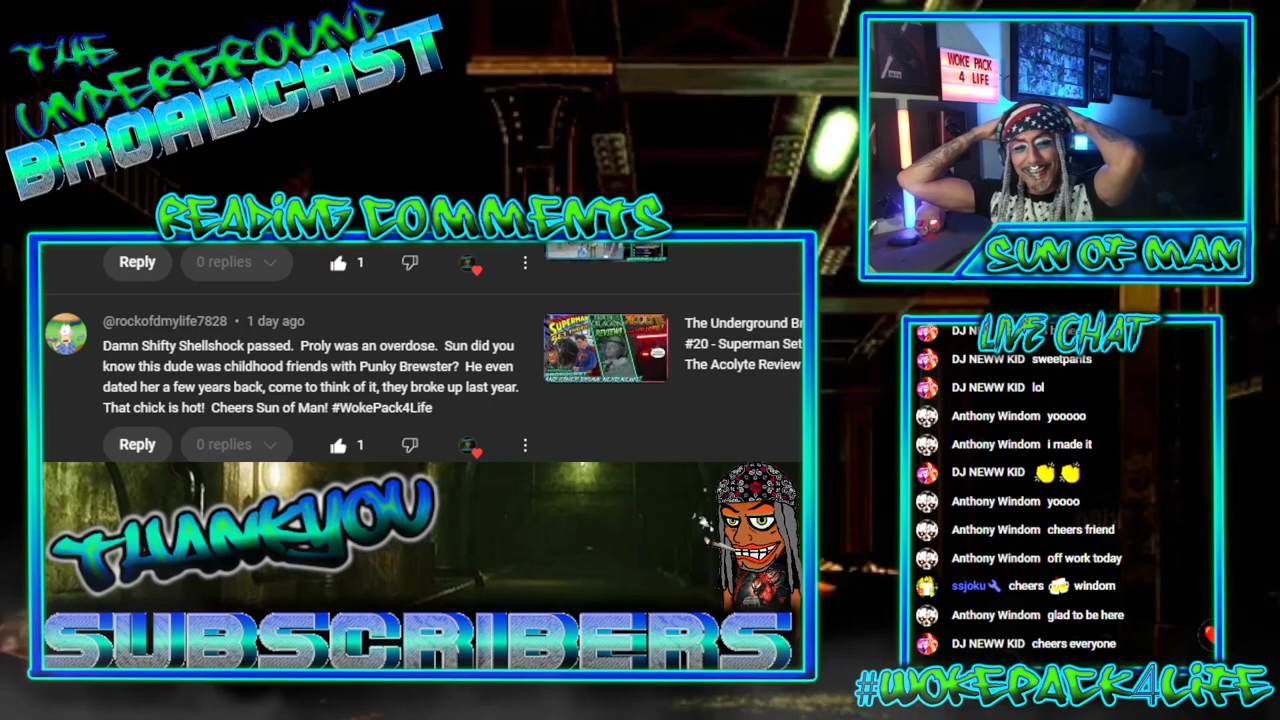 THE
UNDERGROUND
BROADCAST
WOKE PACK
4 LIFE
SUN OF MAN
READING COMMENTS
Reply
0 replies
1
@rockofdmylife7828 • 1 day ago
Damn Shifty Shellshock passed. Proly was an overdose. Sun did you
know this dude was childhood friends with Punky Brewster? He even
dated her a few years back, come to think of it, they broke up last year.
That chick is hot! Cheers Sun of Man! #WokePack4Life
The Underground Br
#20 - Superman Set
The Acolyte Review
Reply
0 replies
1
THANKYOU
SUBSCRIBERS
LIVE CHAT
DJ N
DJ NEWW KID sweetpants
DJ NEWW KID lol
Anthony Windom yooooo
Anthony Windom i made it
DJ NEWW KID 👏👏
Anthony Windom yoooo
Anthony Windom cheers friend
Anthony Windom off work today
ssjoku🔧 cheers 🍻 windom
Anthony Windom glad to be here
DJ NEWW KID cheers everyone
#WOKEPACK4LIFE